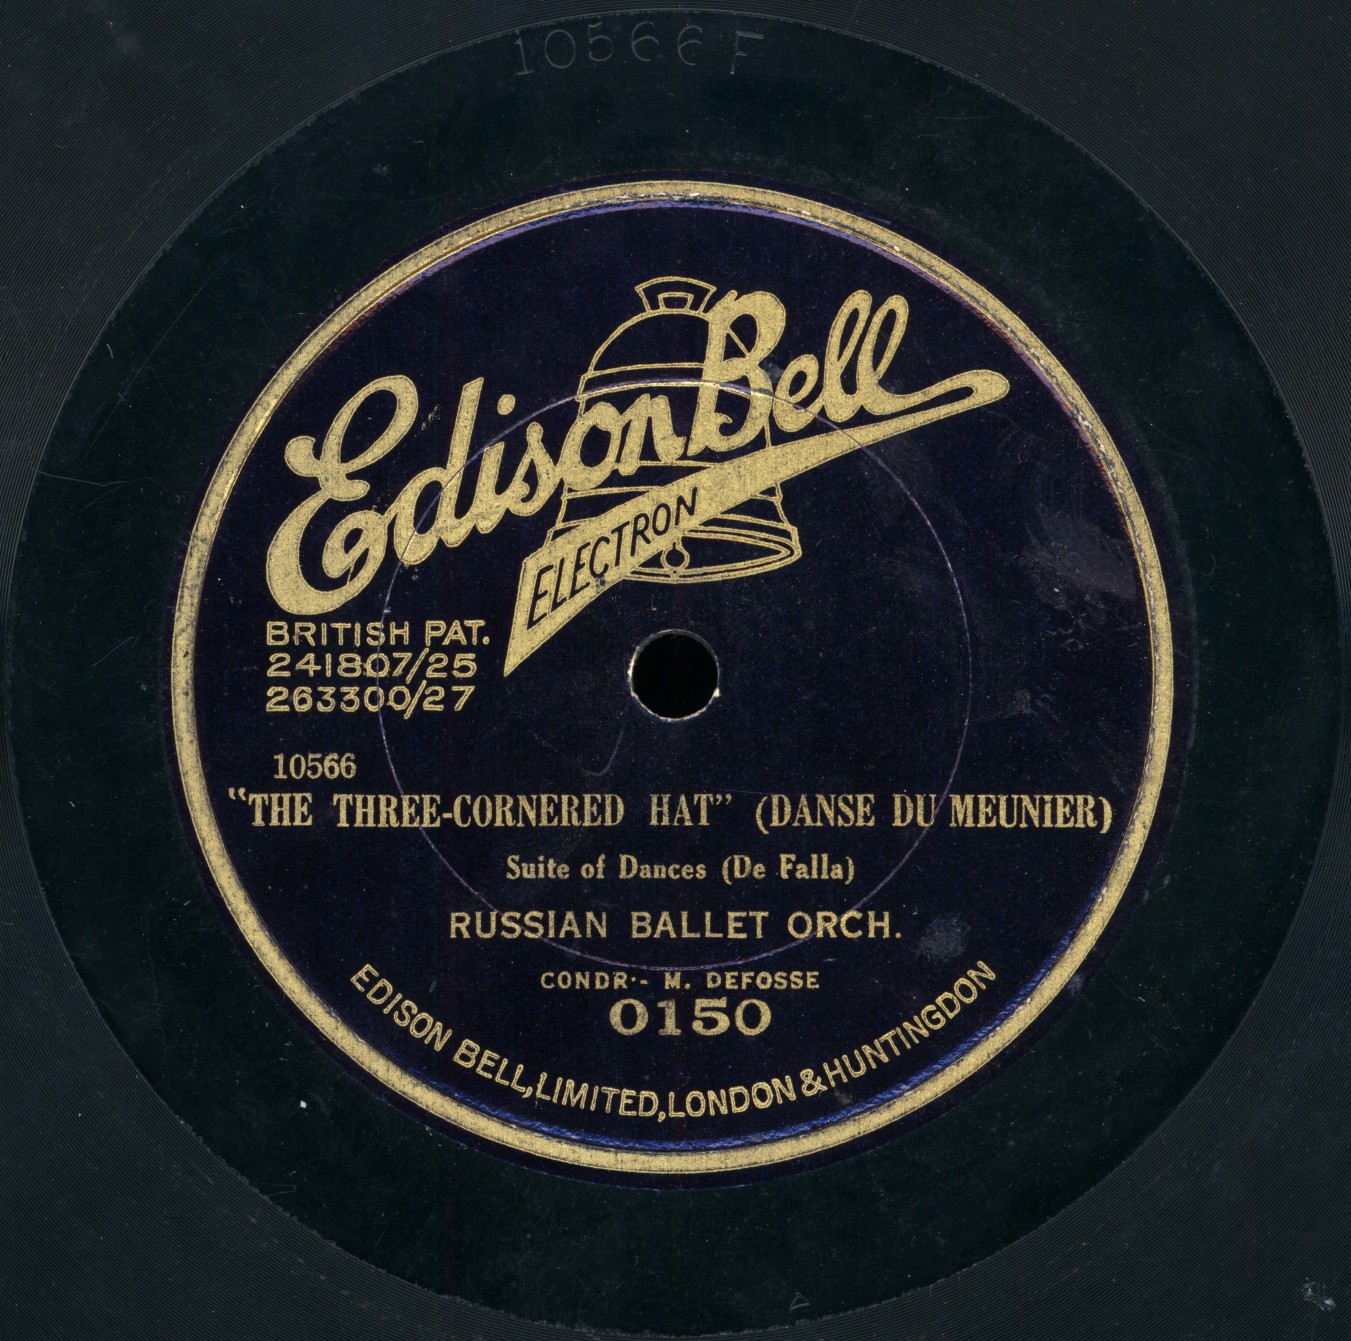 10566 F
Edison Bell
ELECTRON
BRITISH PAT.
241807/25
263300/27
10566
"THE THREE-CORNERED HAT" (DANSE DU MEUNIER)
Suite of Dances (De Falla)
RUSSIAN BALLET ORCH.
CONDR·- M. DEFOSSE
0150
EDISON BELL, LIMITED, LONDON & HUNTINGDON